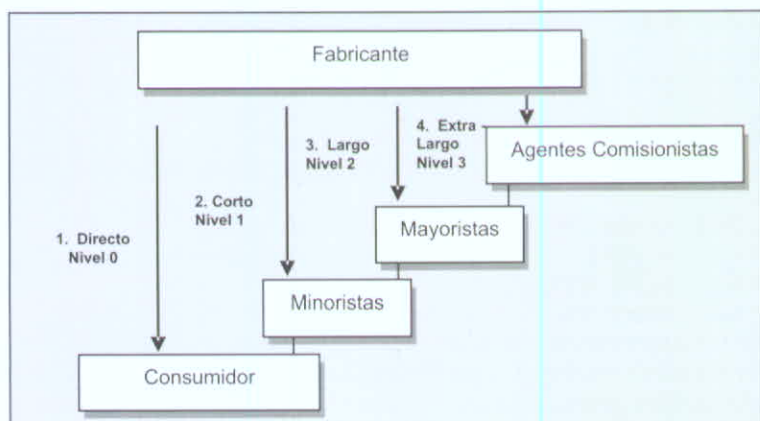 Fabricante
4. Extra
Largo
Nivel 3
Agentes Comisionistas
3. Largo
Nivel 2
Mayoristas
2. Corto
Nivel 1
1. Directo
Nivel 0
Minoristas
Consumidor